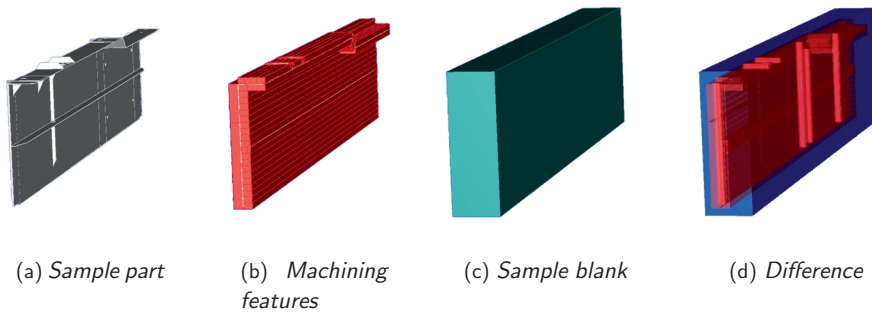 (a) Sample part
(b) Machining
features
(c) Sample blank
(d) Difference